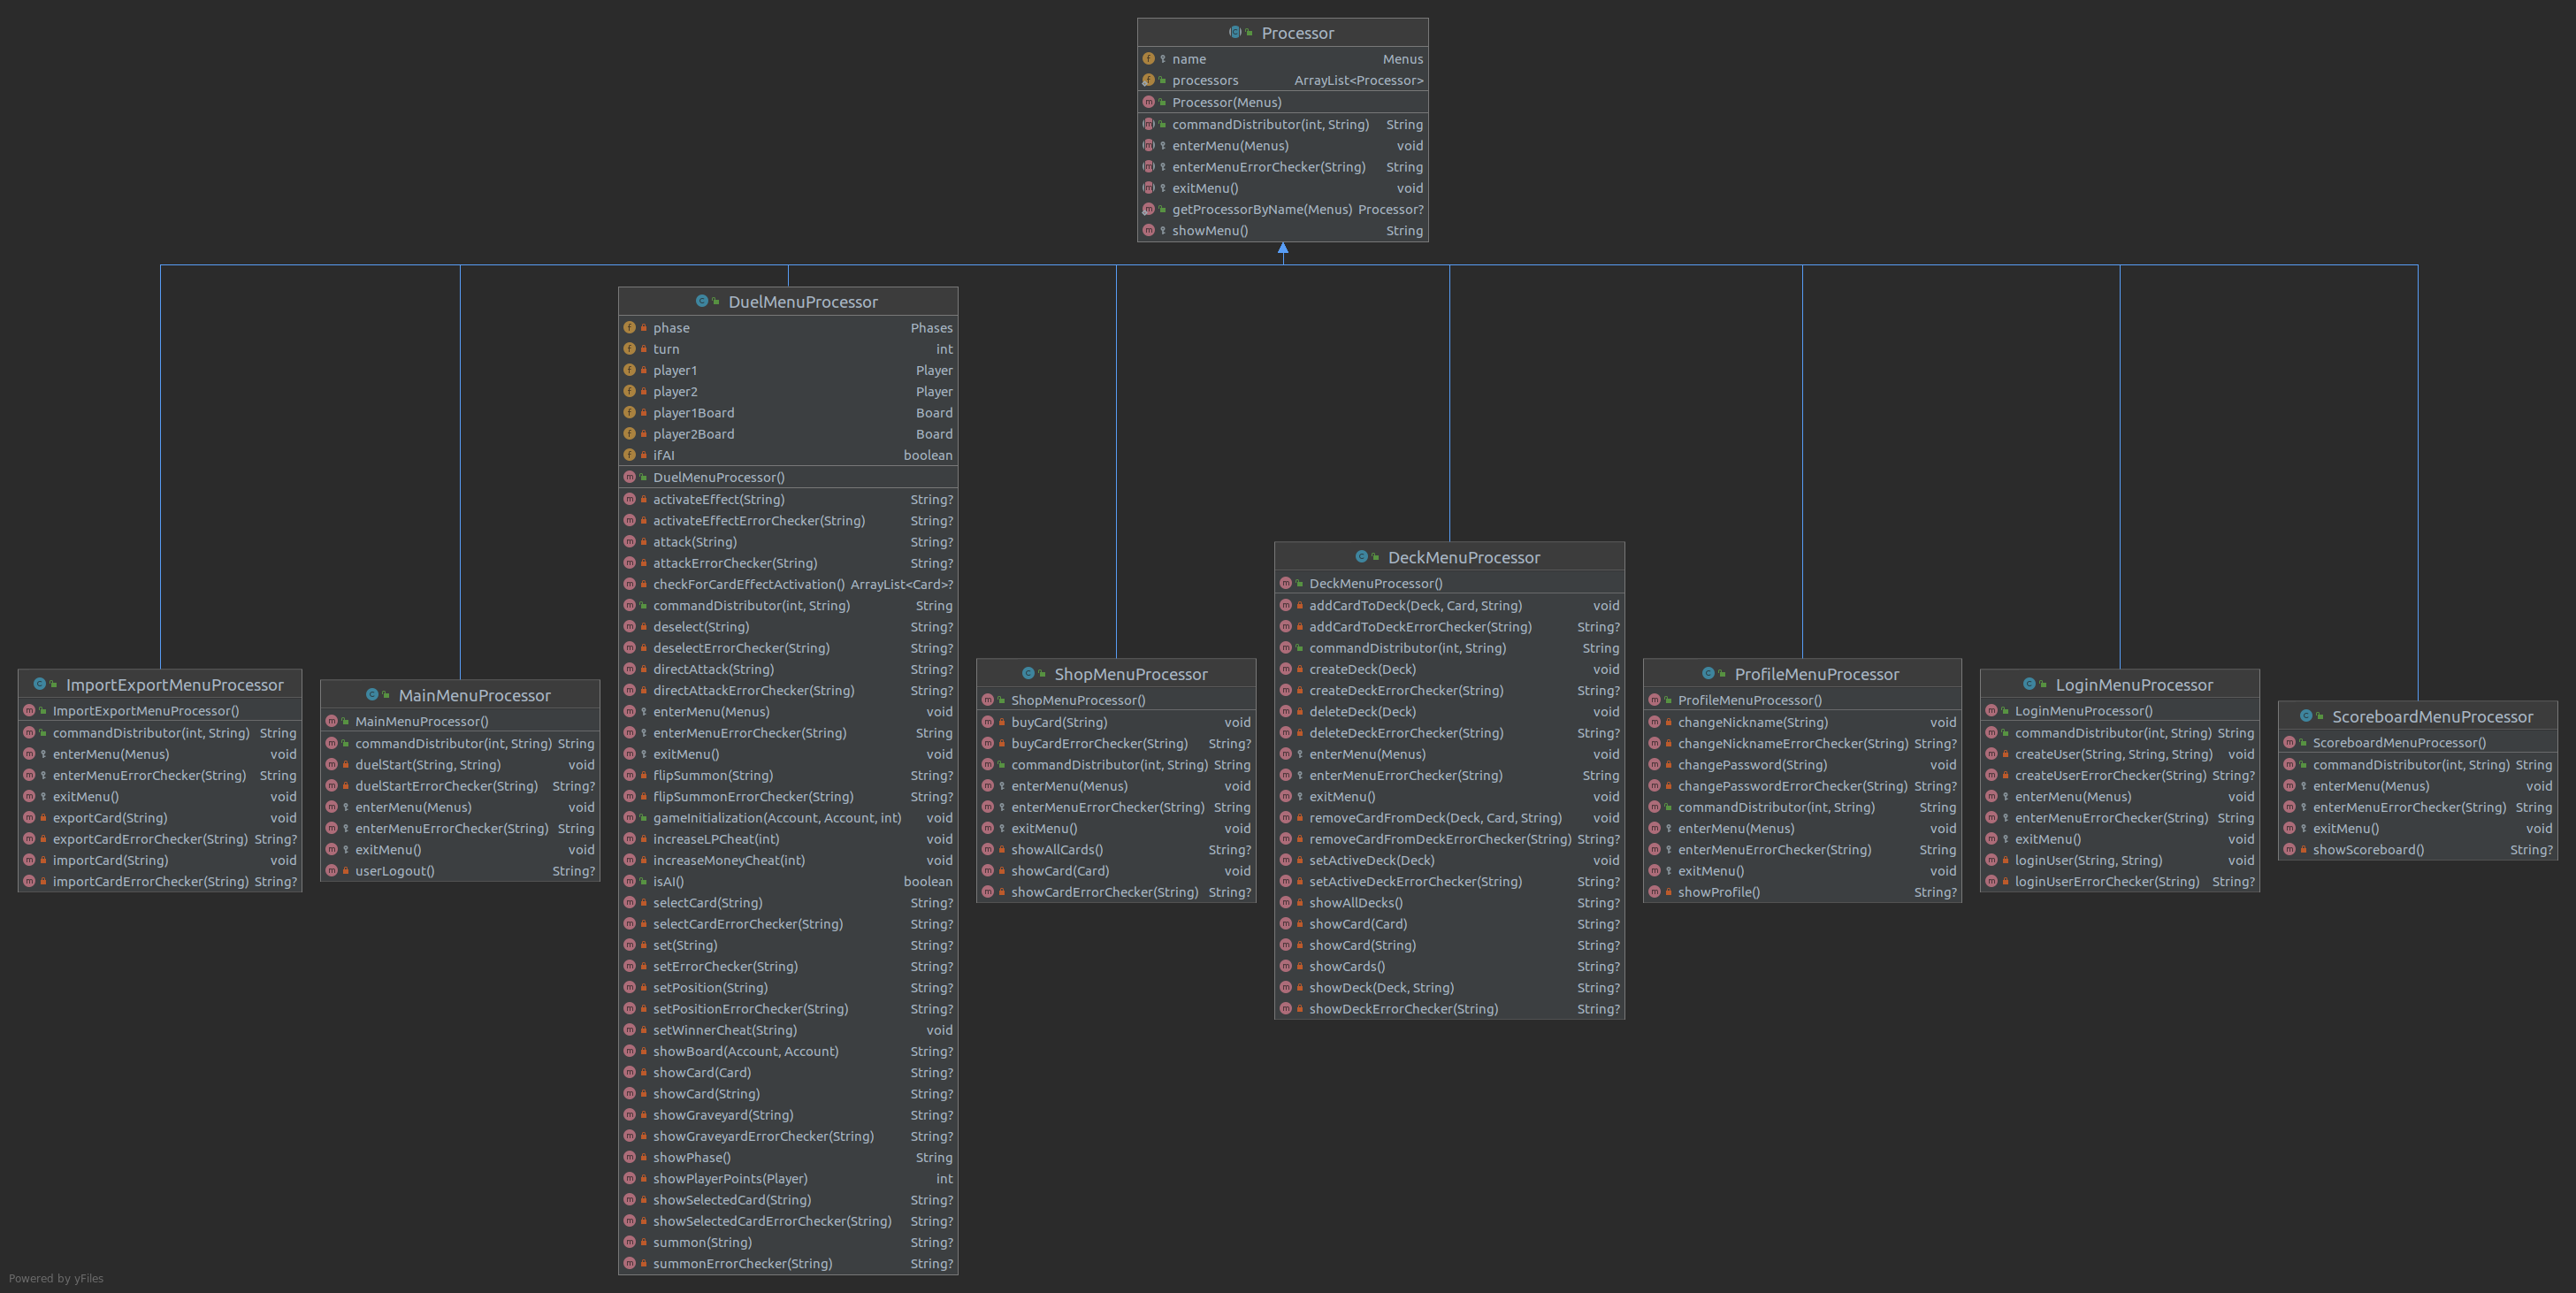 Processor
name Menus
processors ArrayList<Processor>
Processor(Menus)
commandDistributor(int, String) String
enterMenu(Menus) void
enterMenuErrorChecker(String) String
exitMenu() void
getProcessorByName(Menus) Processor?
showMenu() String
ImportExportMenuProcessor
ImportExportMenuProcessor()
commandDistributor(int, String) String
enterMenu(Menus) void
enterMenuErrorChecker(String) String
exitMenu() void
exportCard(String) void
exportCardErrorChecker(String) String?
importCard(String) void
importCardErrorChecker(String) String?
MainMenuProcessor
MainMenuProcessor()
commandDistributor(int, String) String
duelStart(String, String) void
duelStartErrorChecker(String) String?
enterMenu(Menus) void
enterMenuErrorChecker(String) String
exitMenu() void
userLogout() String?
DuelMenuProcessor
phase Phases
turn int
player1 Player
player2 Player
player1Board Board
player2Board Board
ifAI boolean
DuelMenuProcessor()
activateEffect(String) String?
activateEffectErrorChecker(String) String?
attack(String) String?
attackErrorChecker(String) String?
checkForCardEffectActivation() ArrayList<Card>?
commandDistributor(int, String) String
deselect(String) String?
deselectErrorChecker(String) String?
directAttack(String) String?
directAttackErrorChecker(String) String?
enterMenu(Menus) void
enterMenuErrorChecker(String) String
exitMenu() void
flipSummon(String) String?
flipSummonErrorChecker(String) String?
gameInitialization(Account, Account, int) void
increaseLPCheat(int) void
increaseMoneyCheat(int) void
isAI() boolean
selectCard(String) String?
selectCardErrorChecker(String) String?
set(String) String?
setErrorChecker(String) String?
setPosition(String) String?
setPositionErrorChecker(String) String?
setWinnerCheat(String) void
showBoard(Account, Account) String?
showCard(Card) String?
showCard(String) String?
showGraveyard(String) String?
showGraveyardErrorChecker(String) String?
showPhase() String
showPlayerPoints(Player) int
showSelectedCard(String) String?
showSelectedCardErrorChecker(String) String?
summon(String) String?
summonErrorChecker(String) String?
ShopMenuProcessor
ShopMenuProcessor()
buyCard(String) void
buyCardErrorChecker(String) String?
commandDistributor(int, String) String
enterMenu(Menus) void
enterMenuErrorChecker(String) String
exitMenu() void
showAllCards() String?
showCard(Card) void
showCardErrorChecker(String) String?
DeckMenuProcessor
DeckMenuProcessor()
addCardToDeck(Deck, Card, String) void
addCardToDeckErrorChecker(String) String?
commandDistributor(int, String) String
createDeck(Deck) void
createDeckErrorChecker(String) String?
deleteDeck(Deck) void
deleteDeckErrorChecker(String) String?
enterMenu(Menus) void
enterMenuErrorChecker(String) String
exitMenu() void
removeCardFromDeck(Deck, Card, String) void
removeCardFromDeckErrorChecker(String) String?
setActiveDeck(Deck) void
setActiveDeckErrorChecker(String) String?
showAllDecks() String?
showCard(Card) String?
showCard(String) String?
showCards() String?
showDeck(Deck, String) String?
showDeckErrorChecker(String) String?
ProfileMenuProcessor
ProfileMenuProcessor()
changeNickname(String) void
changeNicknameErrorChecker(String) String?
changePassword(String) void
changePasswordErrorChecker(String) String?
commandDistributor(int, String) String
enterMenu(Menus) void
enterMenuErrorChecker(String) String
exitMenu() void
showProfile() String?
LoginMenuProcessor
LoginMenuProcessor()
commandDistributor(int, String) String
createUser(String, String, String) void
createUserErrorChecker(String) String?
enterMenu(Menus) void
enterMenuErrorChecker(String) String
exitMenu() void
loginUser(String, String) void
loginUserErrorChecker(String) String?
ScoreboardMenuProcessor
ScoreboardMenuProcessor()
commandDistributor(int, String) String
enterMenu(Menus) void
enterMenuErrorChecker(String) String
exitMenu() void
showScoreboard() String?
Powered by yFiles